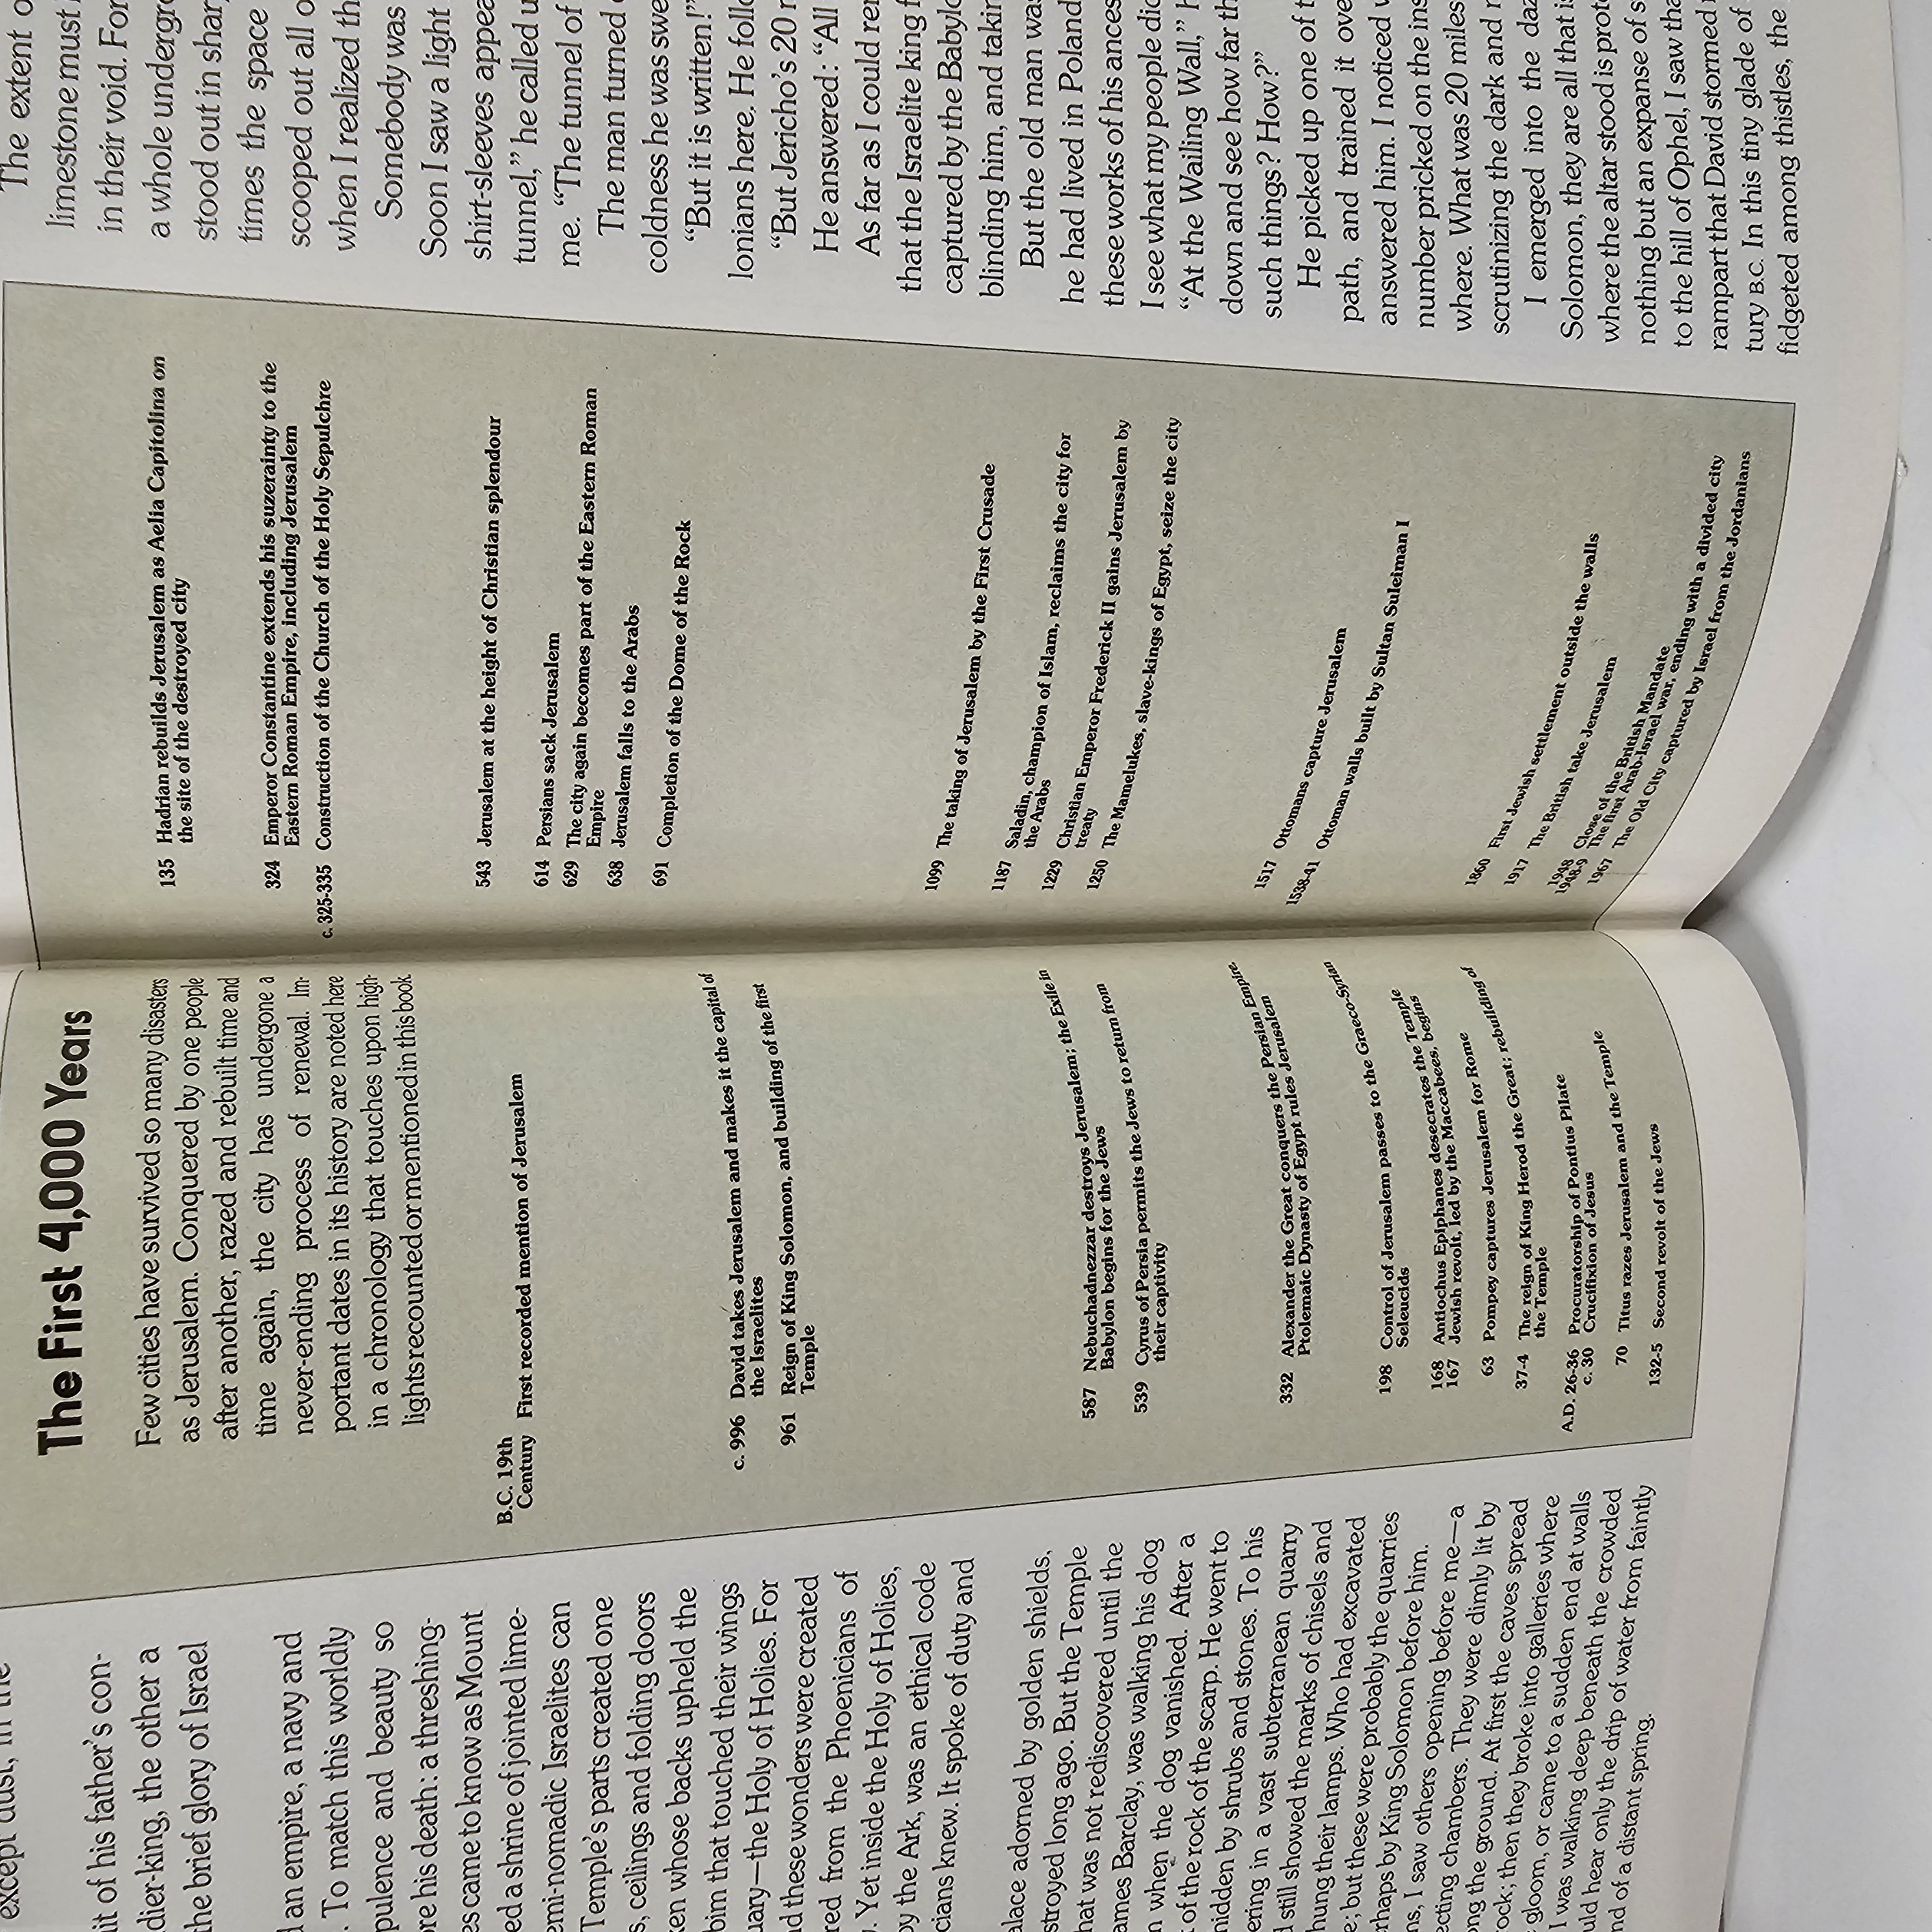 except dust, in the
it of his father's con-
dier-king, the other a
the brief glory of Israel
an empire, a navy and
. To match this worldly
pulence and beauty so
re his death: a threshing-
es came to know as Mount
ed a shrine of jointed lime-
emi-nomadic Israelites can
Temple's parts created one
s, ceilings and folding doors
ken whose backs upheld the
bim that touched their wings
uary—the Holy of Holies. For
nd these wonders were created
red from the Phoenicians of
. Yet inside the Holy of Holies,
by the Ark, was an ethical code
cians knew. It spoke of duty and
alace adorned by golden shields,
stroyed long ago. But the Temple
hat was not rediscovered until the
ames Barclay, was walking his dog
n when the dog vanished. After a
of the rock of the scarp. He went to
hidden by shrubs and stones. To his
ering in a vast subterranean quarry
d still showed the marks of chisels and
hung their lamps. Who had excavated
e; but these were probably the quarries
rhaps by King Solomon before him.
ns, I saw others opening before me—a
ecting chambers. They were dimly lit by
ong the ground. At first the caves spread
rock; then they broke into galleries where
gloom, or came to a sudden end at walls
I was walking deep beneath the crowded
uld hear only the drip of water from faintly
nd of a distant spring.
The First 4,000 Years
Few cities have survived so many disasters
as Jerusalem. Conquered by one people
after another, razed and rebuilt time and
time again, the city has undergone a
never-ending process of renewal. Im-
portant dates in its history are noted here
in a chronology that touches upon high-
lights recounted or mentioned in this book.
B.C. 19th
Century First recorded mention of Jerusalem
c. 996 David takes Jerusalem and makes it the capital of
the Israelites
961 Reign of King Solomon, and building of the first
Temple
587 Nebuchadnezzar destroys Jerusalem; the Exile in
Babylon begins for the Jews
539 Cyrus of Persia permits the Jews to return from
their captivity
332 Alexander the Great conquers the Persian Empire.
Ptolemaic Dynasty of Egypt rules Jerusalem
198 Control of Jerusalem passes to the Graeco-Syrian
Seleucids
168 Antiochus Epiphanes desecrates the Temple
167 Jewish revolt, led by the Maccabees, begins
63 Pompey captures Jerusalem for Rome
37-4 The reign of King Herod the Great; rebuilding of
the Temple
A.D. 26-36 Procuratorship of Pontius Pilate
c. 30 Crucifixion of Jesus
70 Titus razes Jerusalem and the Temple
132-5 Second revolt of the Jews
135 Hadrian rebuilds Jerusalem as Aelia Capitolina on
the site of the destroyed city
324 Emperor Constantine extends his suzerainty to the
Eastern Roman Empire, including Jerusalem
c. 325-335 Construction of the Church of the Holy Sepulchre
543 Jerusalem at the height of Christian splendour
614 Persians sack Jerusalem
629 The city again becomes part of the Eastern Roman
Empire
638 Jerusalem falls to the Arabs
691 Completion of the Dome of the Rock
1099 The taking of Jerusalem by the First Crusade
1187 Saladin, champion of Islam, reclaims the city for
the Arabs
1229 Christian Emperor Frederick II gains Jerusalem by
treaty
1250 The Mamelukes, slave-kings of Egypt, seize the city
1517 Ottomans capture Jerusalem
1538-41 Ottoman walls built by Sultan Suleiman I
1860 First Jewish settlement outside the walls
1917 The British take Jerusalem
1948 Close of the British Mandate
1948-9 The first Arab-Israel war, ending with a divided city
1967 The Old City captured by Israel from the Jordanians
The extent o
limestone must
in their void. For
a whole undergr
stood out in shar
times the space
scooped out all o
when I realized th
Somebody was
Soon I saw a light
shirt-sleeves appea
tunnel," he called u
me. "The tunnel of
The man turned
coldness he was swe
"But it is written!"
lonians here. He follo
"But Jericho's 20 m
He answered: "All
As far as I could rem
that the Israelite king f
captured by the Babylo
blinding him, and takin
But the old man was
he had lived in Poland
these works of his ances
I see what my people did
"At the Wailing Wall," h
down and see how far th
such things? How?"
He picked up one of t
path, and trained it ove
answered him. I noticed
number pricked on the ins
where. What was 20 miles
scrutinizing the dark and
I emerged into the daz
Solomon, they are all that is
where the altar stood is prote
nothing but an expanse of s
to the hill of Ophel, I saw tha
rampart that David stormed
tury B.C. In this tiny glade of
fidgeted among thistles, the